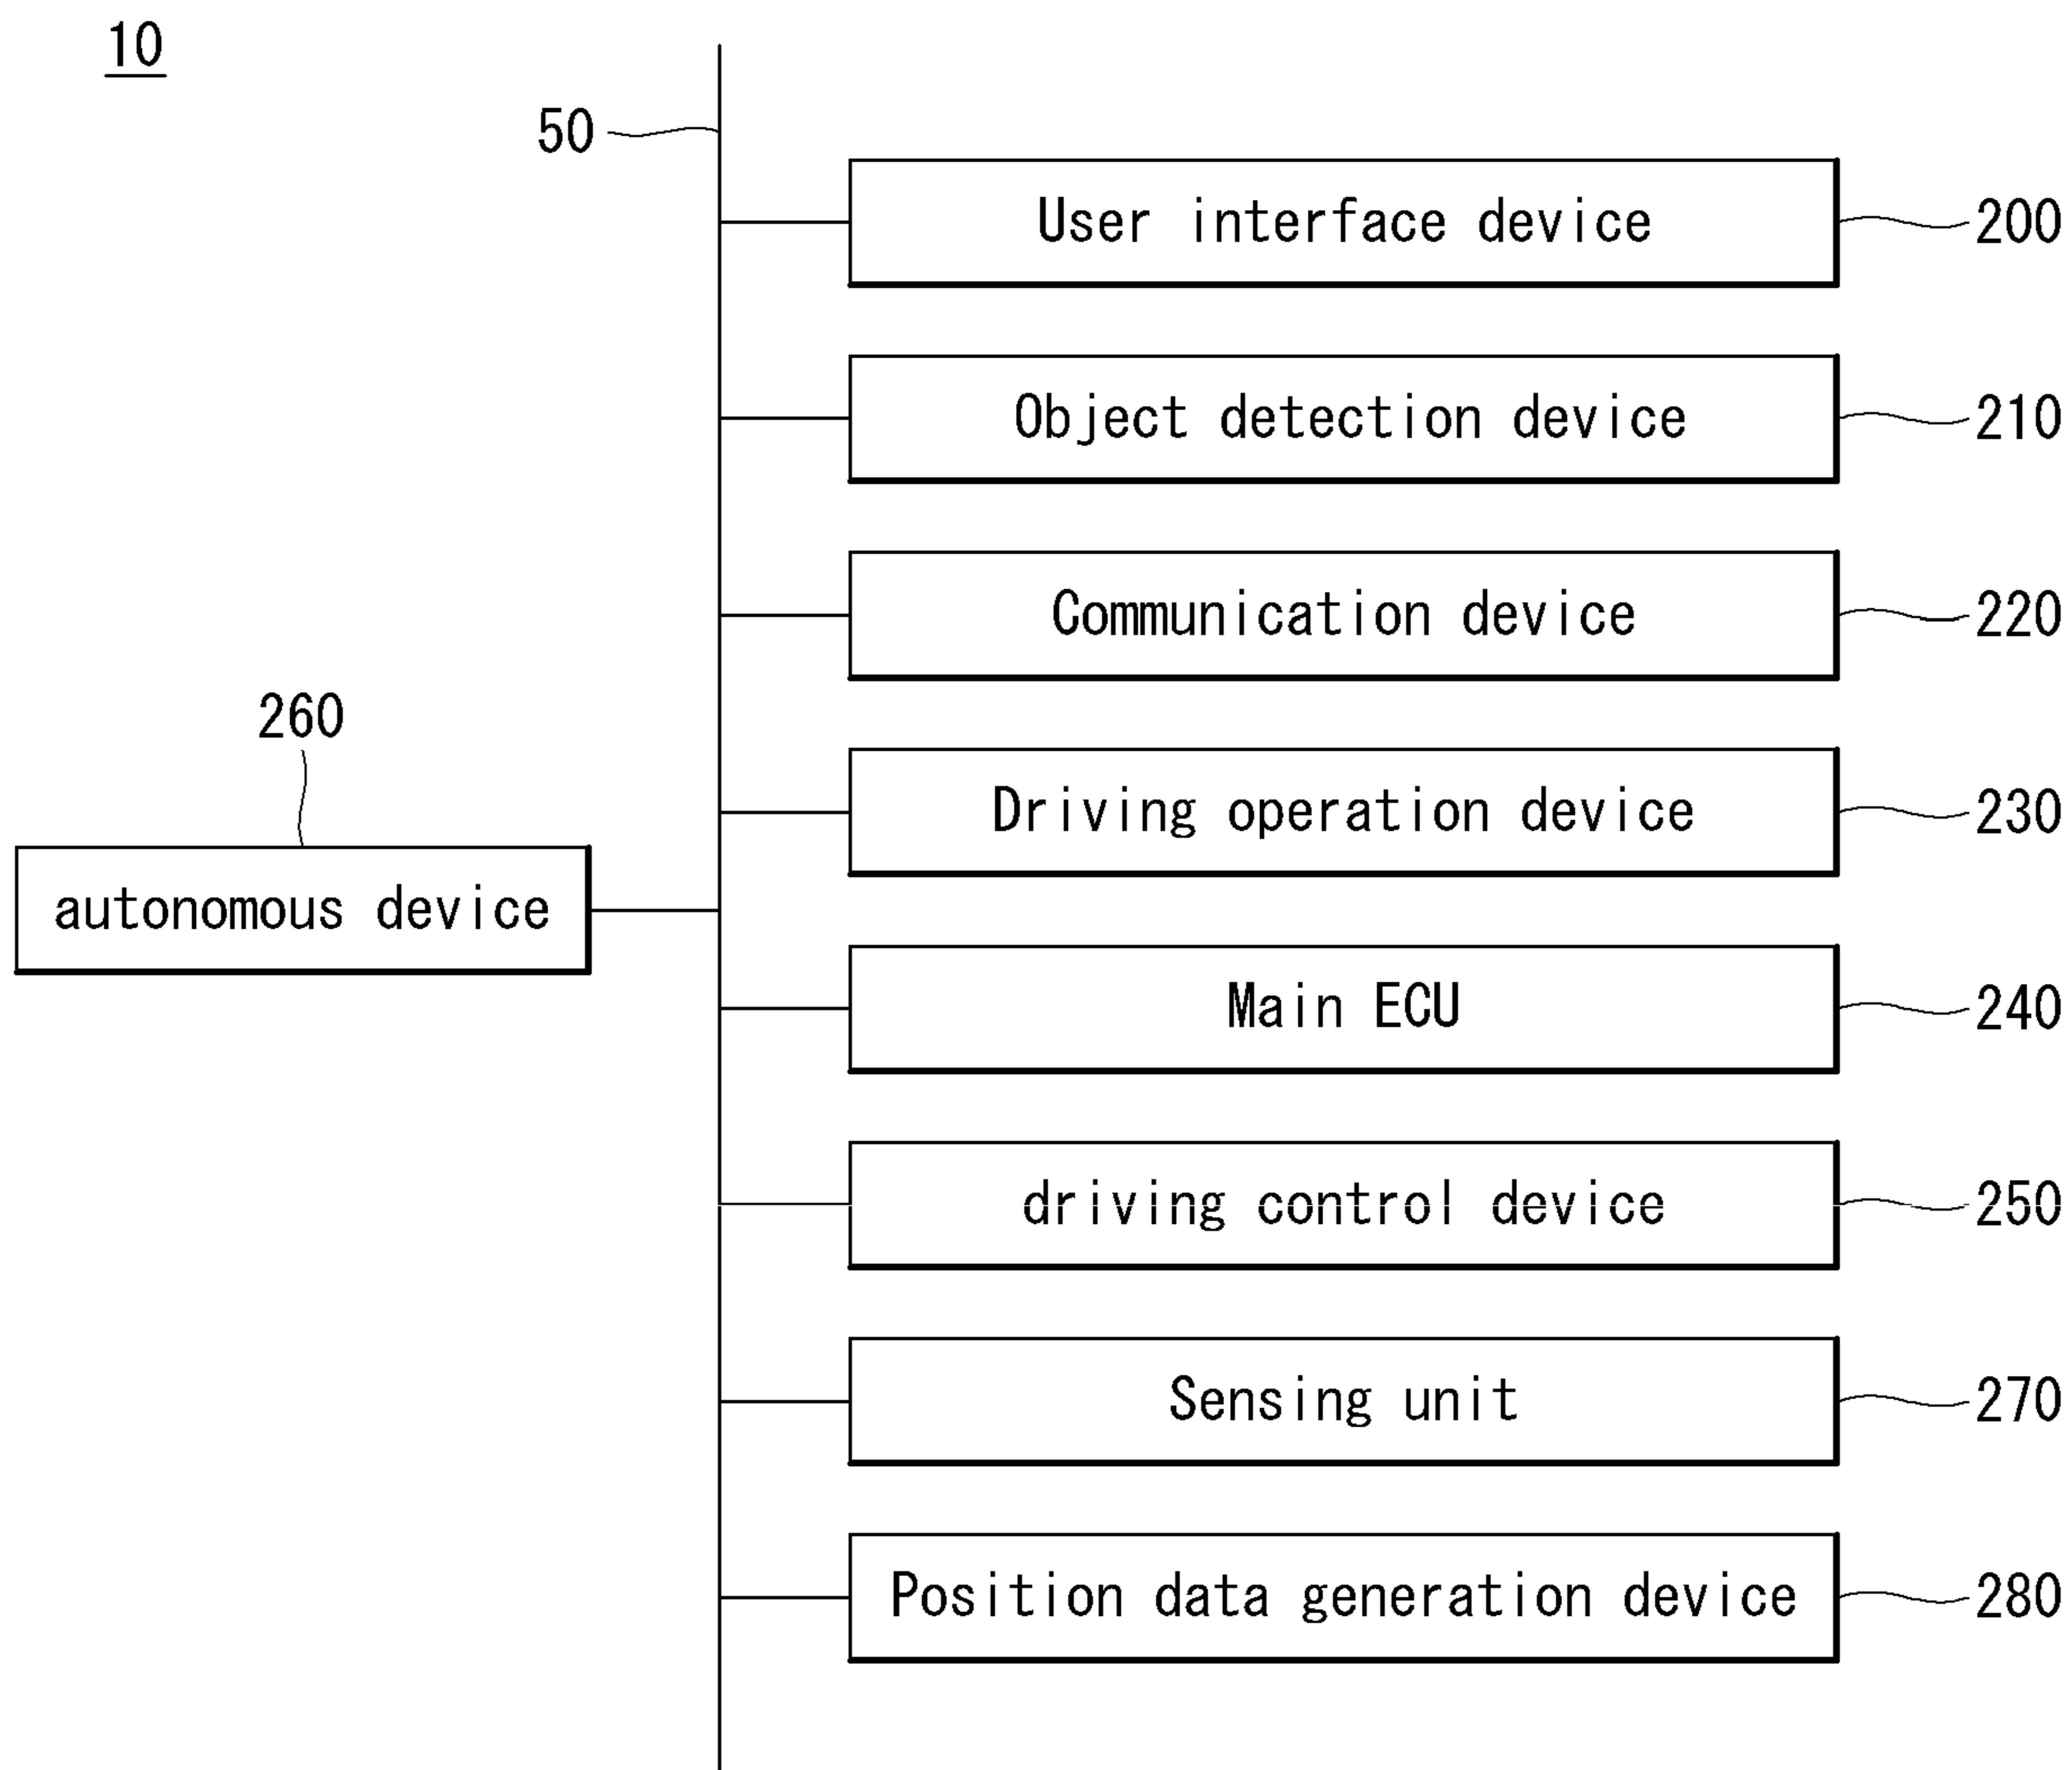 10
50
User interface device
200
Object detection device
210
Communication device
220
260
Driving operation device
230
autonomous device
Main ECU
240
driving control device
250
Sensing unit
270
Position data generation device
280